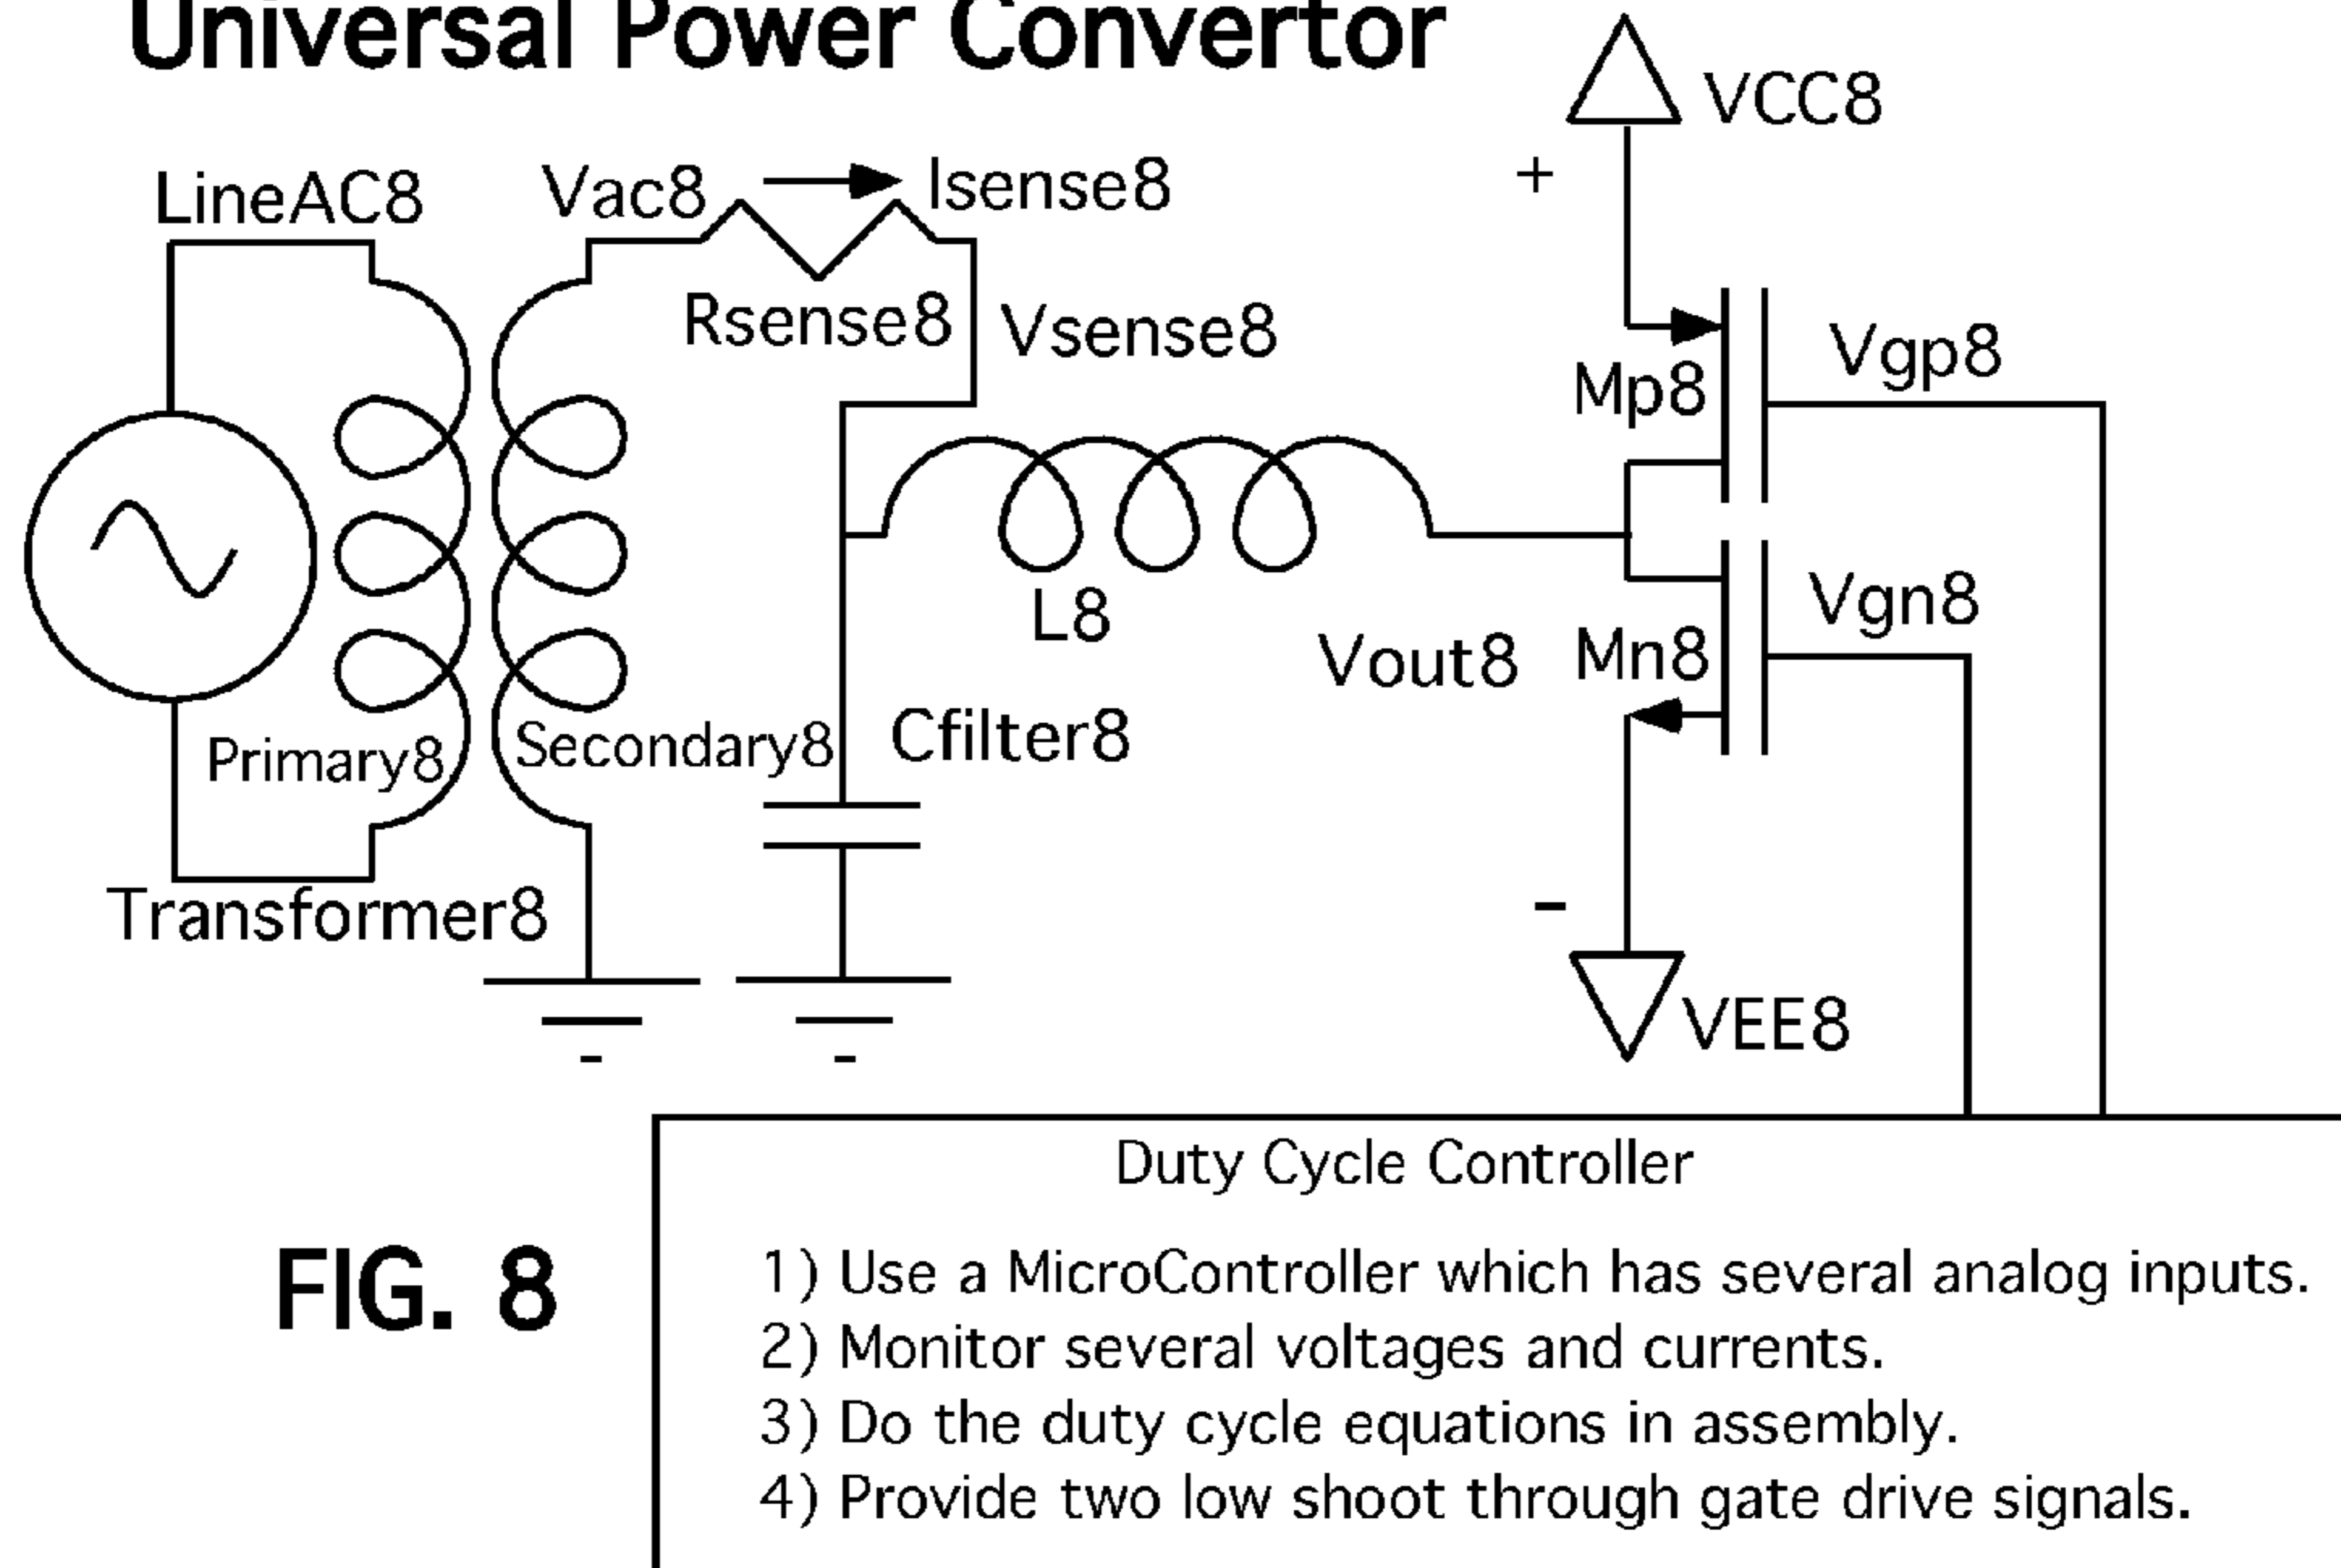 Universal Power Convertor
VCC8
+
LineAC8
Vac8
Isense8
Rsense8
Vsense8
Vgp8
Mp8
L8
Vgn8
Vout8
Mn8
Primary8
Secondary8
Cfilter8
Transformer8
-
VEE8
-
-
Duty Cycle Controller
FIG. 8
1) Use a MicroController which has several analog inputs.
2) Monitor several voltages and currents.
3) Do the duty cycle equations in assembly.
4) Provide two low shoot through gate drive signals.